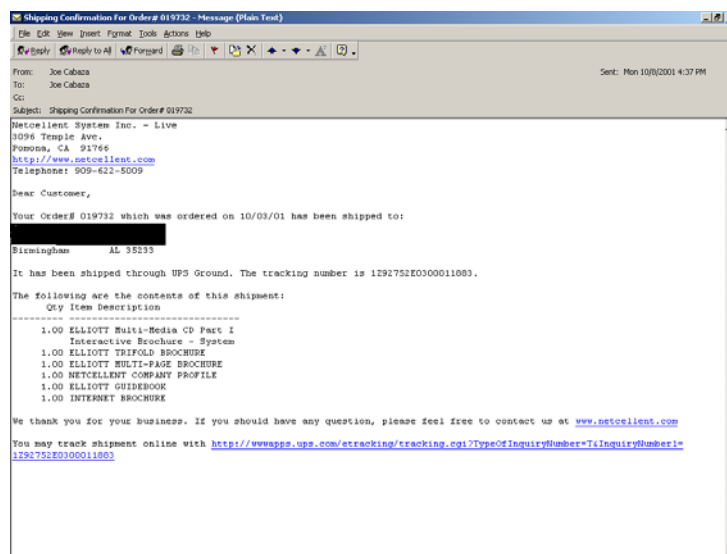 Shipping Confirmation For Order# 019732 - Message (Plain Text)
File Edit View Insert Format Tools Actions Help
Reply Reply to All Forward
From: Joe Cabaza Sent: Mon 10/8/2001 4:37 PM
To: Joe Cabaza
Cc:
Subject: Shipping Confirmation For Order# 019732
Netcellent System Inc. - Live
3096 Temple Ave.
Pomona, CA 91766
http://www.netcellent.com
Telephone: 909-622-5009
Dear Customer,
Your Order# 019732 which was ordered on 10/03/01 has been shipped to:
Birmingham AL 35233
It has been shipped through UPS Ground. The tracking number is 1Z92752E0300011883.
The following are the contents of this shipment:
Qty Item Description
--------- ------------------------------
1.00 ELLIOTT Multi-Media CD Part I
Interactive Brochure - System
1.00 ELLIOTT TRIFOLD BROCHURE
1.00 ELLIOTT MULTI-PAGE BROCHURE
1.00 NETCELLENT COMPANY PROFILE
1.00 ELLIOTT GUIDEBOOK
1.00 INTERNET BROCHURE
We thank you for your business. If you should have any question, please feel free to contact us at www.netcellent.com
You may track shipment online with http://wwwapps.ups.com/etracking/tracking.cgi?TypeOfInquiryNumber=T&InquiryNumber1=
1Z92752E0300011883